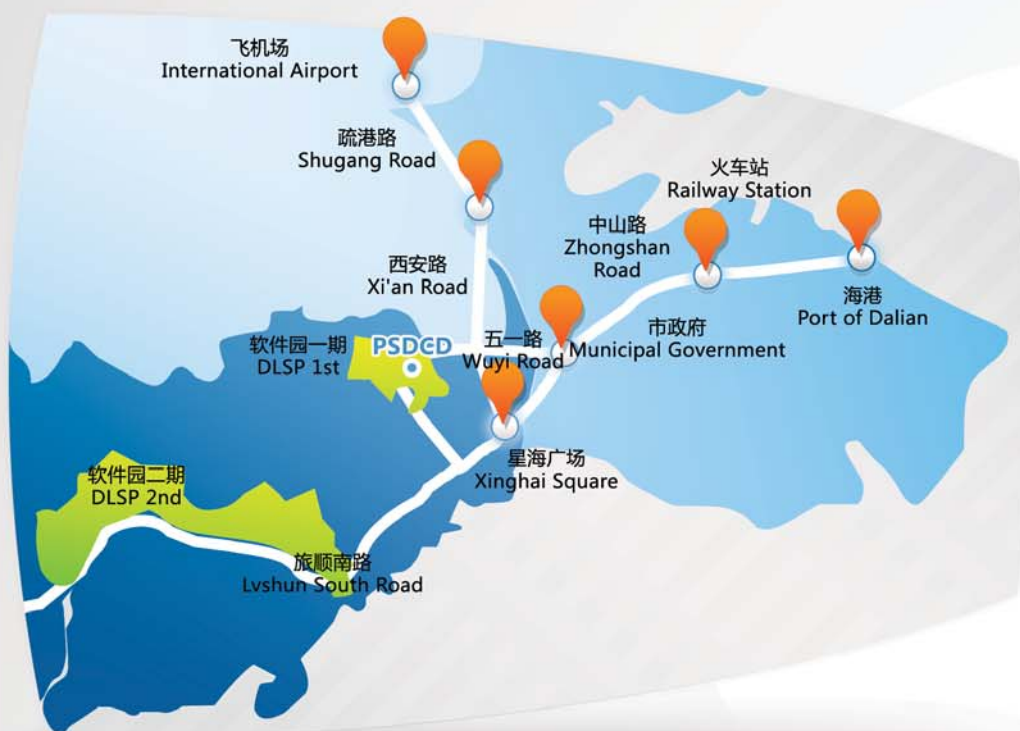 飞机场
International Airport
疏港路
Shugang Road
火车站
Railway Station
中山路
Zhongshan
Road
西安路
Xi'an Road
海港
Port of Dalian
市政府
Municipal Government
五一路
Wuyi Road
软件园一期
DLSP 1st
PSDCD
星海广场
Xinghai Square
软件园二期
DLSP 2nd
旅顺南路
Lvshun South Road